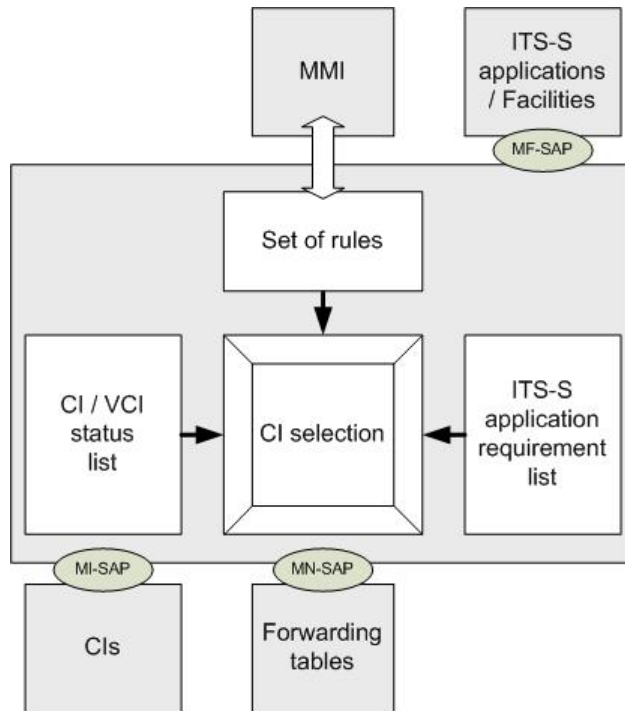 MMI
ITS-S
applications
/ Facilities
MF-SAP
Set of rules
CI / VCI
status
list
CI selection
ITS-S
application
requirement
list
MI-SAP
MN-SAP
CIs
Forwarding
tables